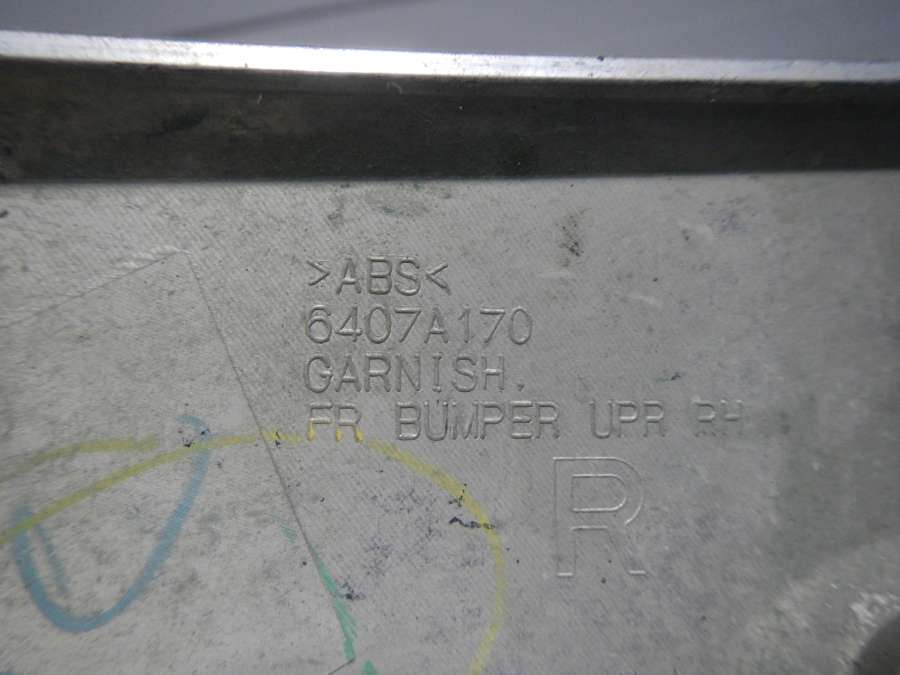 >ABS<
6407A170
GARNISH.
FR BUMPER UPR RH
R